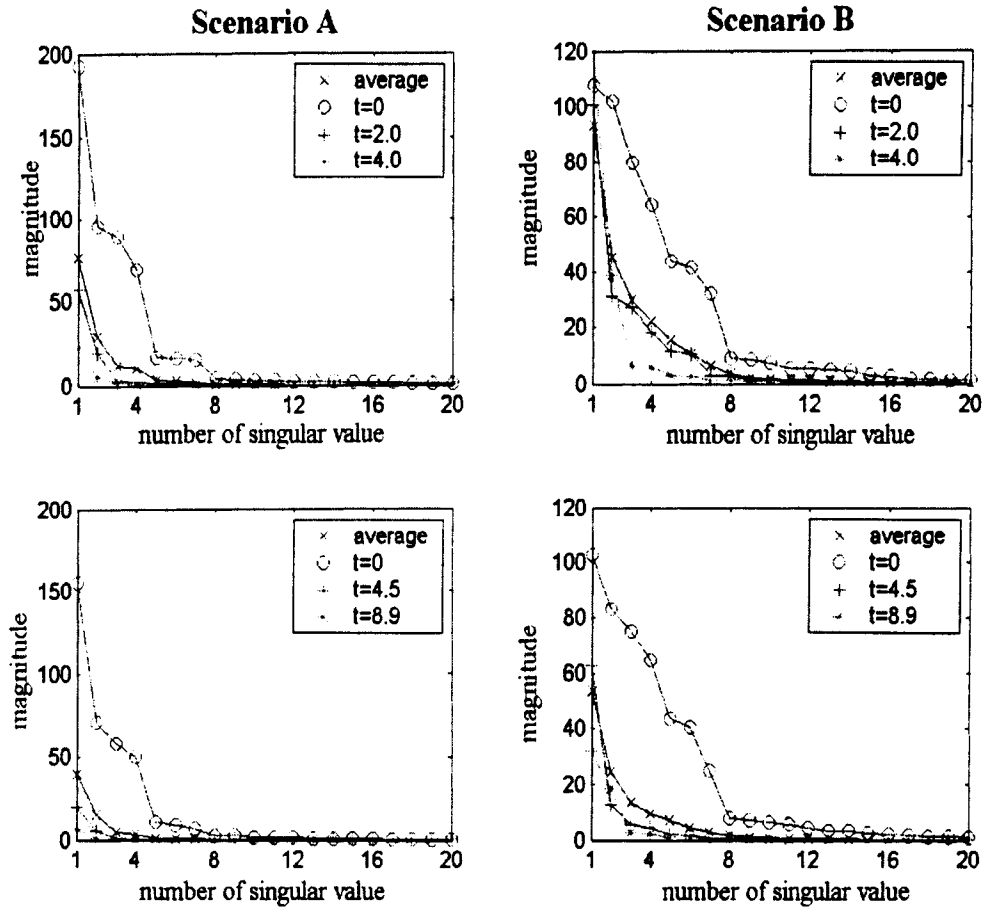 Scenario A
Scenario B
200
150
100
50
0
magnitude
average
t=0
t=2.0
t=4.0
1 4 8 12 16 20
number of singular value
120
100
80
60
40
20
0
magnitude
average
t=0
t=2.0
t=4.0
1 4 8 12 16 20
number of singular value
200
150
100
50
0
magnitude
average
t=0
t=4.5
t=8.9
1 4 8 12 16 20
number of singular value
120
100
80
60
40
20
0
magnitude
average
t=0
t=4.5
t=8.9
1 4 8 12 16 20
number of singular value